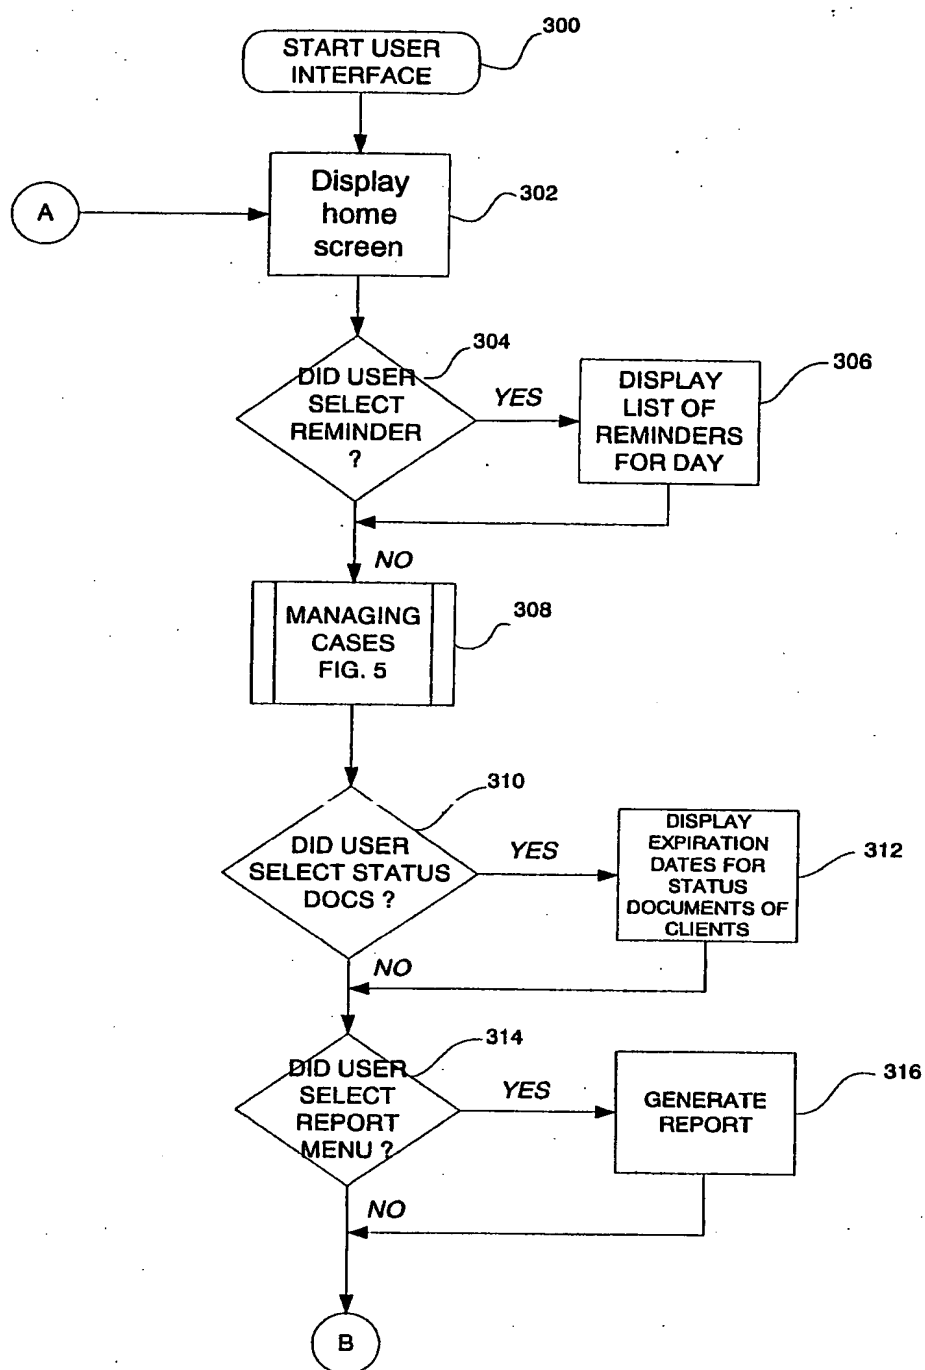 START USER
INTERFACE
300
Display
home
screen
302
A
DID USER
SELECT
REMINDER
?
304
YES
DISPLAY
LIST OF
REMINDERS
FOR DAY
306
NO
MANAGING
CASES
FIG. 5
308
DID USER
SELECT STATUS
DOCS ?
310
YES
DISPLAY
EXPIRATION
DATES FOR
STATUS
DOCUMENTS OF
CLIENTS
312
NO
DID USER
SELECT
REPORT
MENU ?
314
YES
GENERATE
REPORT
316
NO
B